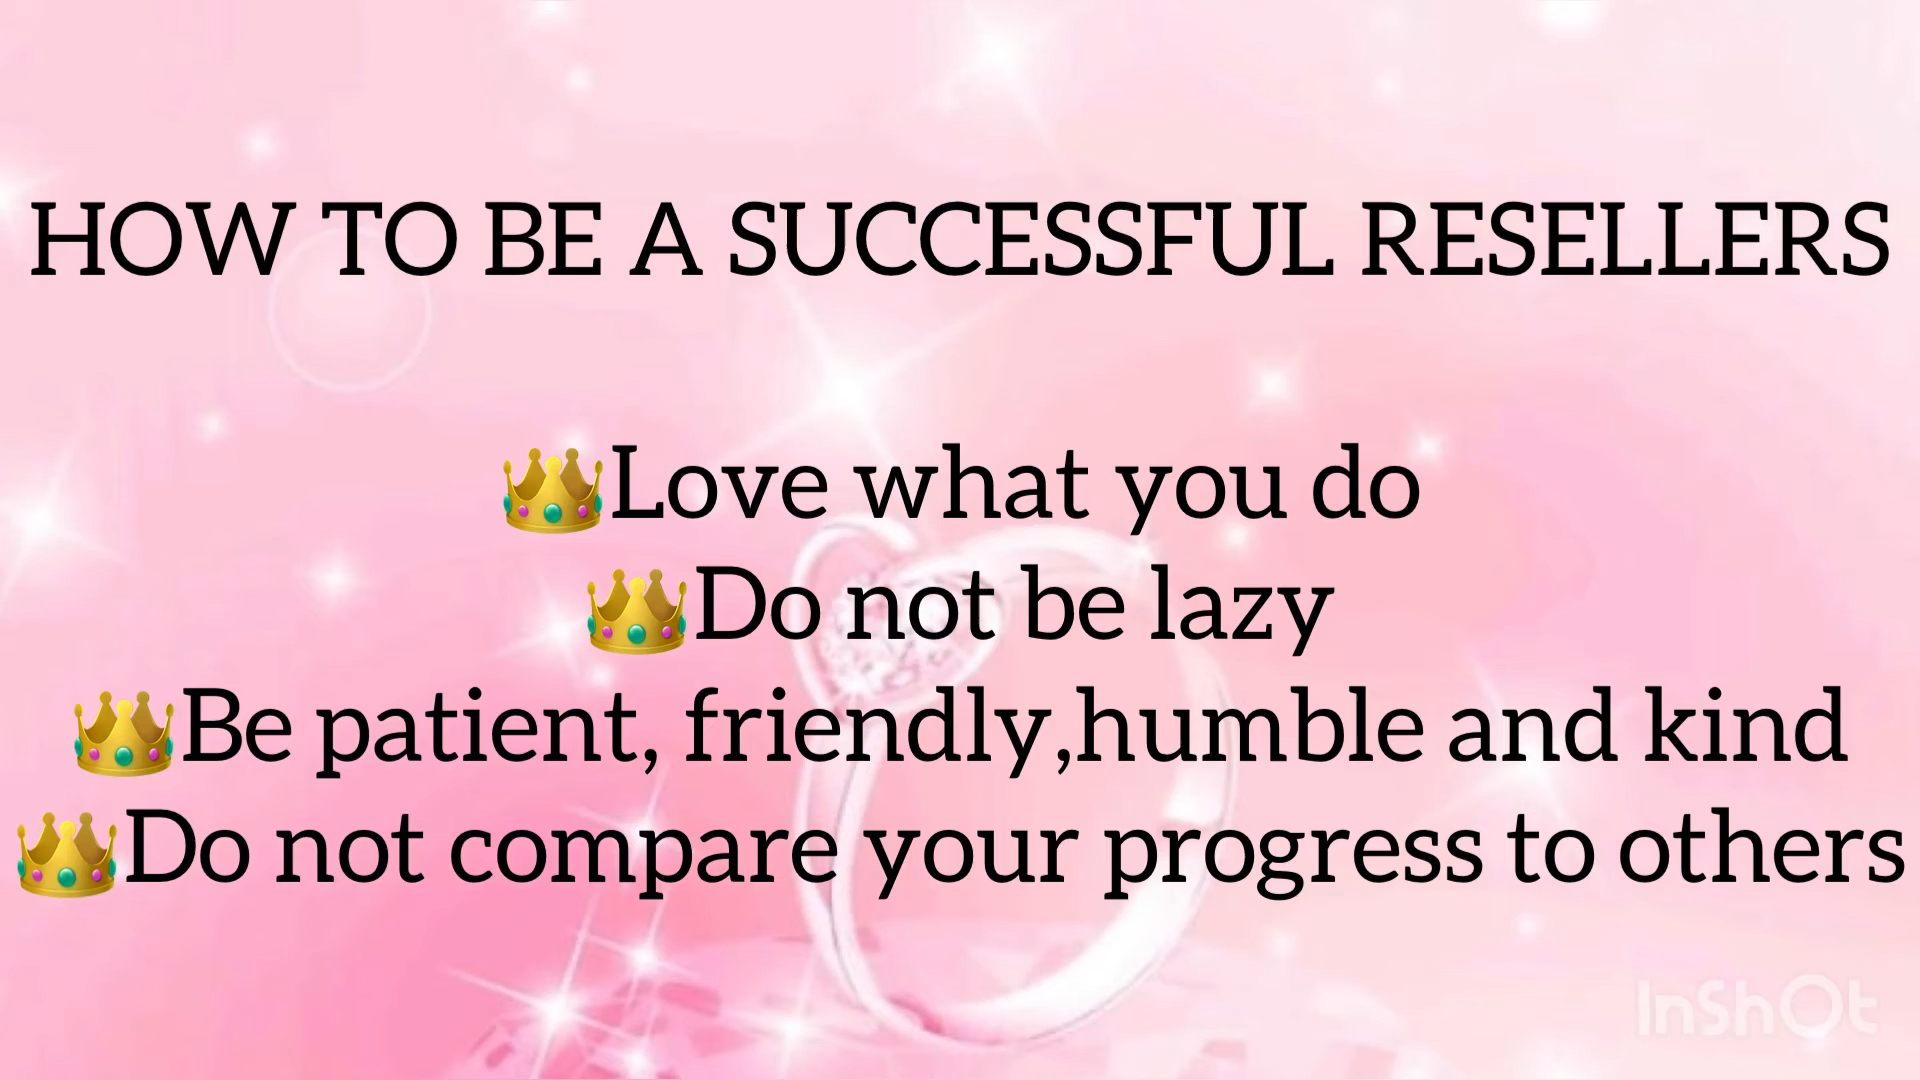 HOW TO BE A SUCCESSFUL RESELLERS
👑Love what you do
👑Do not be lazy
👑Be patient, friendly,humble and kind
👑Do not compare your progress to others
InShOt